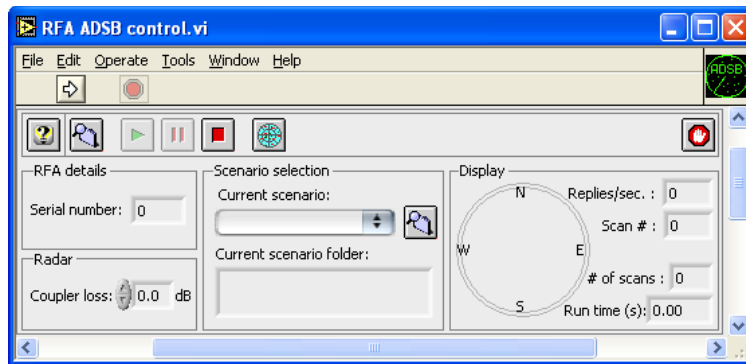 RFA ADSB control.vi
File Edit Operate Tools Window Help
ADSB
RFA details
Serial number: 0
Radar
Coupler loss: 0.0 dB
Scenario selection
Current scenario:
Current scenario folder:
Display
N
W
E
S
Replies/sec. : 0
Scan # : 0
# of scans : 0
Run time (s): 0.00